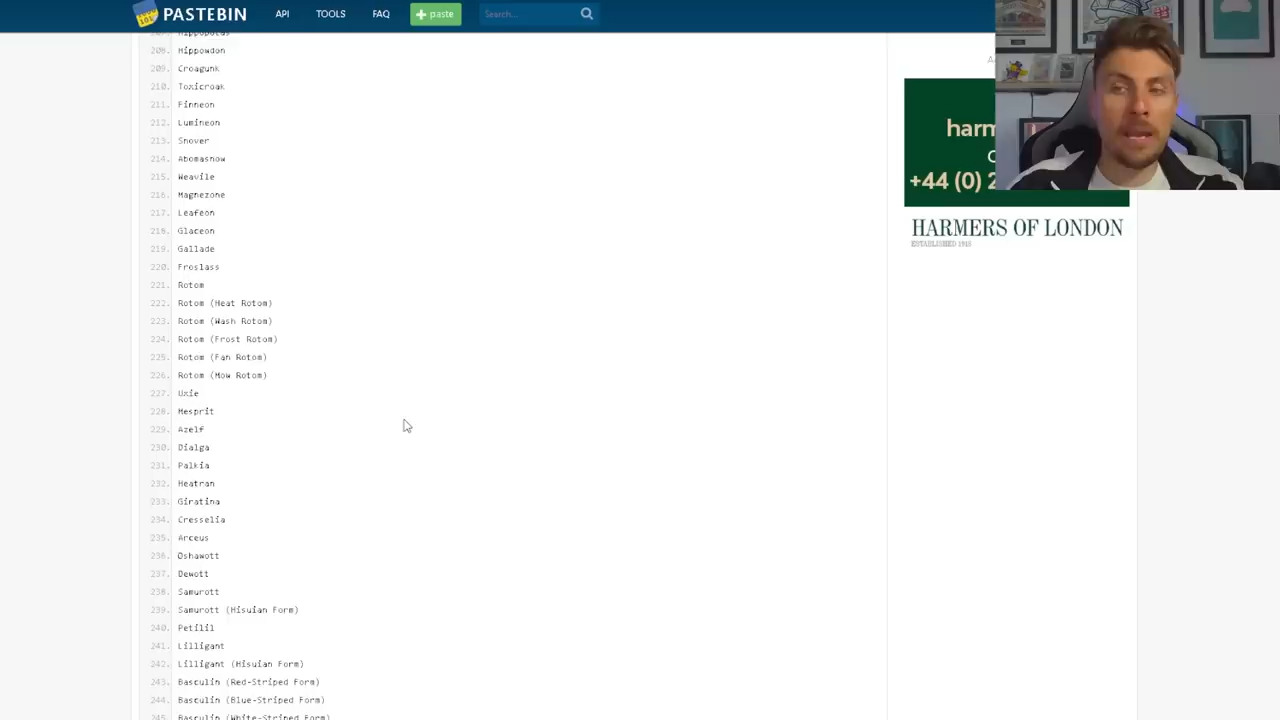 PASTEBIN API TOOLS FAQ + paste Search...
208. Hippowdon
209. Croagunk
210. Toxicroak
211. Finneon
212. Lumineon
213. Snover
214. Abomasnow
215. Weavile
216. Magnezone
217. Leafeon
218. Glaceon
219. Gallade
220. Froslass
221. Rotom
222. Rotom (Heat Rotom)
223. Rotom (Wash Rotom)
224. Rotom (Frost Rotom)
225. Rotom (Fan Rotom)
226. Rotom (Mow Rotom)
227. Uxie
228. Mesprit
229. Azelf
230. Dialga
231. Palkia
232. Heatran
233. Giratina
234. Cresselia
235. Arceus
236. Oshawott
237. Dewott
238. Samurott
239. Samurott (Hisuian Form)
240. Petilil
241. Lilligant
242. Lilligant (Hisuian Form)
243. Basculin (Red-Striped Form)
244. Basculin (Blue-Striped Form)
245. Basculin (White-Striped Form)
harm
+44 (0) 2
HARMERS OF LONDON
ESTABLISHED 1918